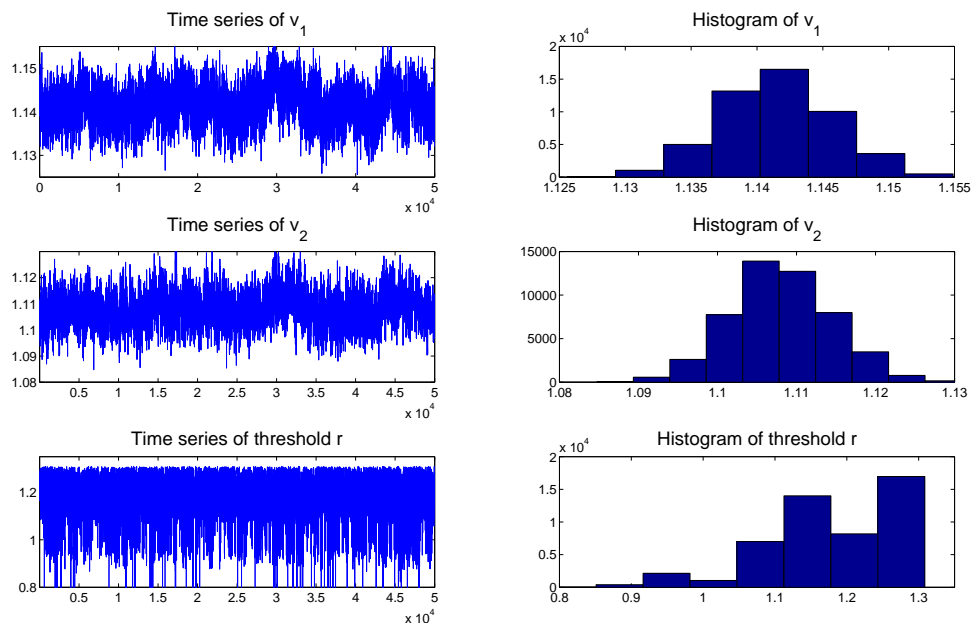 Time series of v1
1.15
1.14
1.13
0 1 2 3 4 5
x 10^4
Histogram of v1
x 10^4
2
1.5
1
0.5
0
1.125 1.13 1.135 1.14 1.145 1.15 1.155
Time series of v2
1.12
1.11
1.1
1.09
1.08
0.5 1 1.5 2 2.5 3 3.5 4 4.5 5
x 10^4
Histogram of v2
15000
10000
5000
0
1.08 1.09 1.1 1.11 1.12 1.13
Time series of threshold r
1.2
1
0.8
0.5 1 1.5 2 2.5 3 3.5 4 4.5 5
x 10^4
Histogram of threshold r
x 10^4
2
1.5
1
0.5
0
0.8 0.9 1 1.1 1.2 1.3